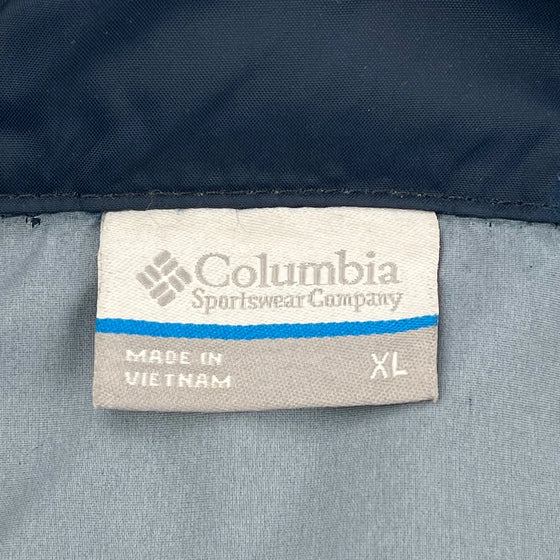 Columbia
Sportswear Company
MADE IN
VIETNAM
XL